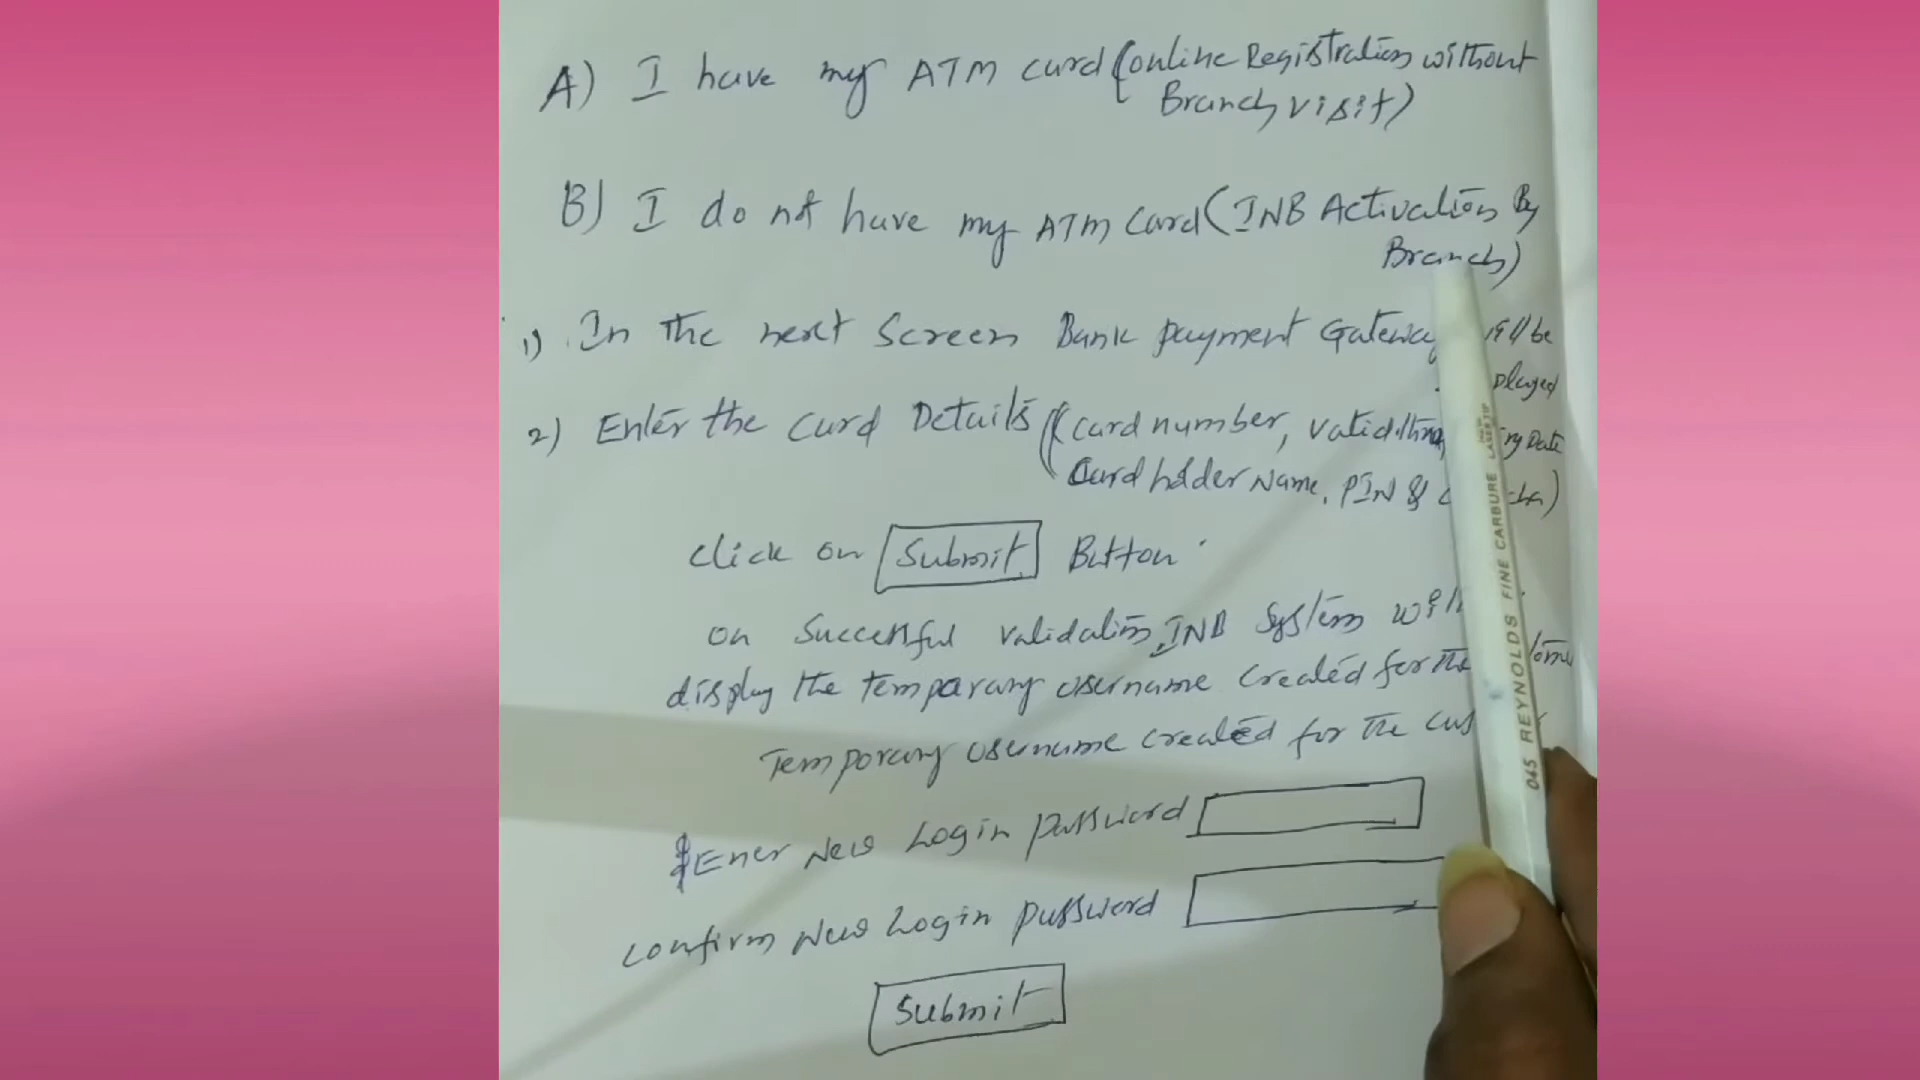 A) I have my ATM card (online Registration without
Branch visit)
B) I do not have my ATM Card (INB Activation By
Branch)
1) In the next Screen Bank payment Gateway will be
2) Enter the Card Details (card number,
Card holder Name, PIN &
click on Submit Button
on Successful validation, INB System will
display the temparary username created for the
Temporary username created for the
Ener New Login password
confirm New Login password
Submit
045 REYNOLDS FINE CARBURE